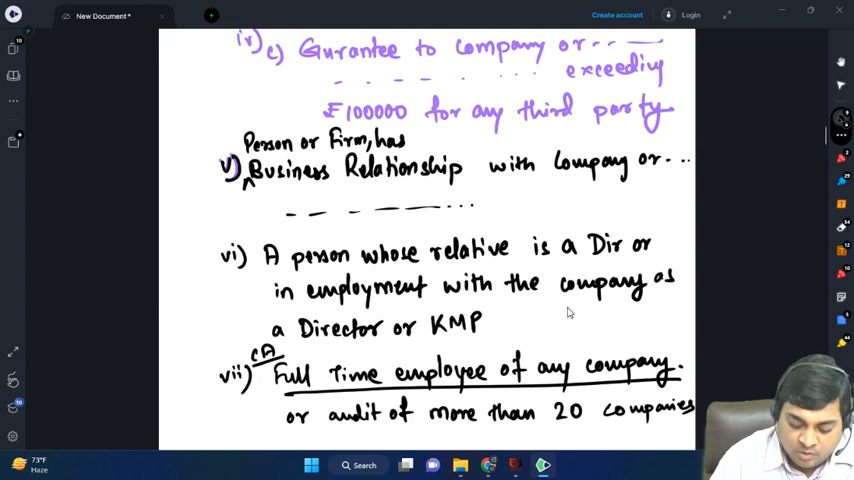 New Document*
Create account
Login
iv) c) Gurantee to company or ..
exceeding
₤100000 for any third party
Person or Firm, has
v) Business Relationship with Company or ...
vi) A person whose relative is a Dir or
in employment with the company as
a Director or KMP
CA
vii) Full Time employee of any company.
or audit of more than 20 companies
73°F
Haze
Search